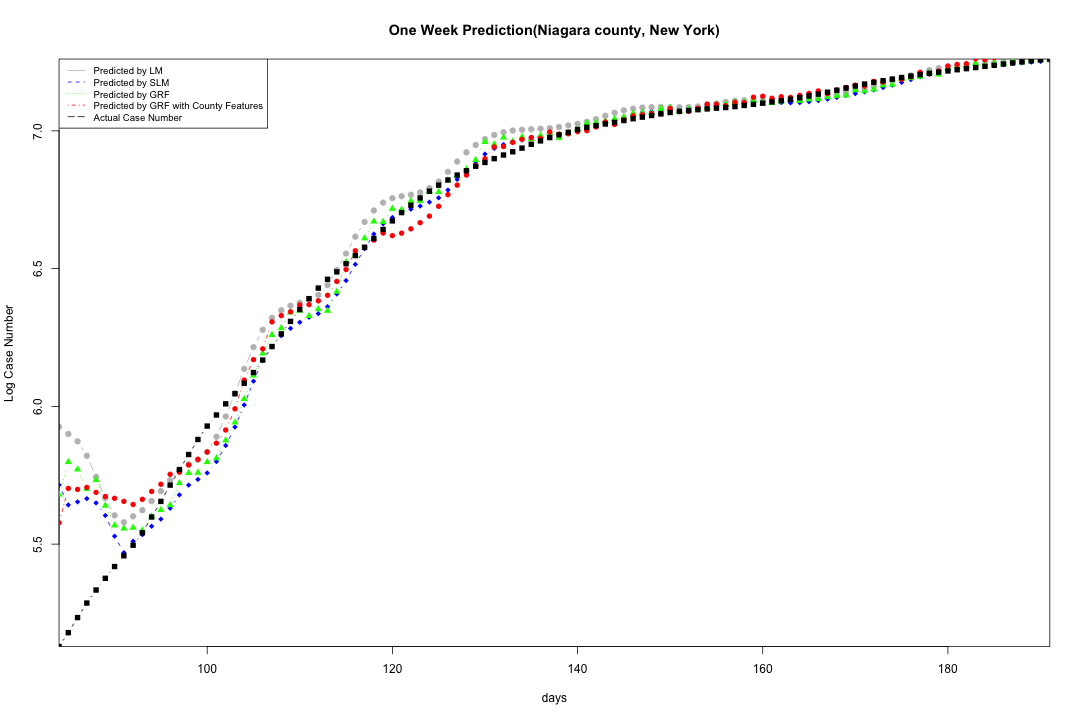 One Week Prediction(Niagara county, New York)
Predicted by LM
Predicted by SLM
Predicted by GRF
Predicted by GRF with County Features
Actual Case Number
7.0
6.5
6.0
5.5
Log Case Number
100 120 140 160 180
days